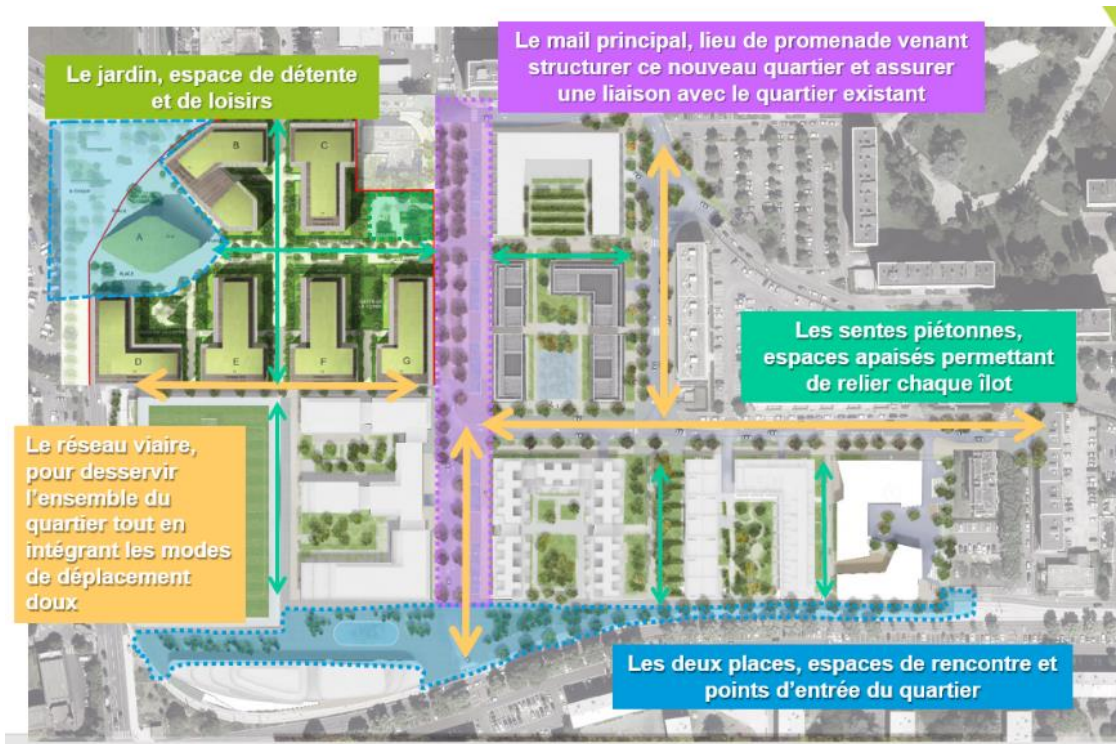 Le jardin, espace de détente
et de loisirs
Le mail principal, lieu de promenade venant
structurer ce nouveau quartier et assurer
une liaison avec le quartier existant
B
C
A
D
E
F
G
Les sentes piétonnes,
espaces apaisés permettant
de relier chaque îlot
Le réseau viaire,
pour desservir
l'ensemble du
quartier tout en
intégrant les modes
de déplacement
doux
Les deux places, espaces de rencontre et
points d'entrée du quartier